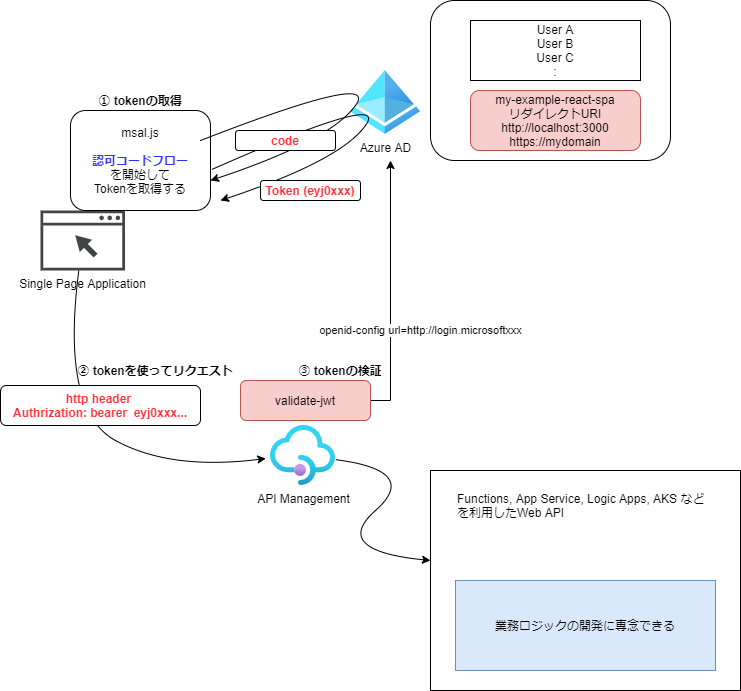 User A
User B
User C
:
my-example-react-spa
リダイレクトURI
http://localhost:3000
https://mydomain
① tokenの取得
msal.js
認可コードフロー
を開始して
Tokenを取得する
code
Token (eyj0xxx)
Azure AD
Single Page Application
openid-config url=http://login.microsoftxxx
② tokenを使ってリクエスト
③ tokenの検証
http header
Authrization: bearer eyj0xxx...
validate-jwt
API Management
Functions, App Service, Logic Apps, AKS など
を利用したWeb API
業務ロジックの開発に専念できる